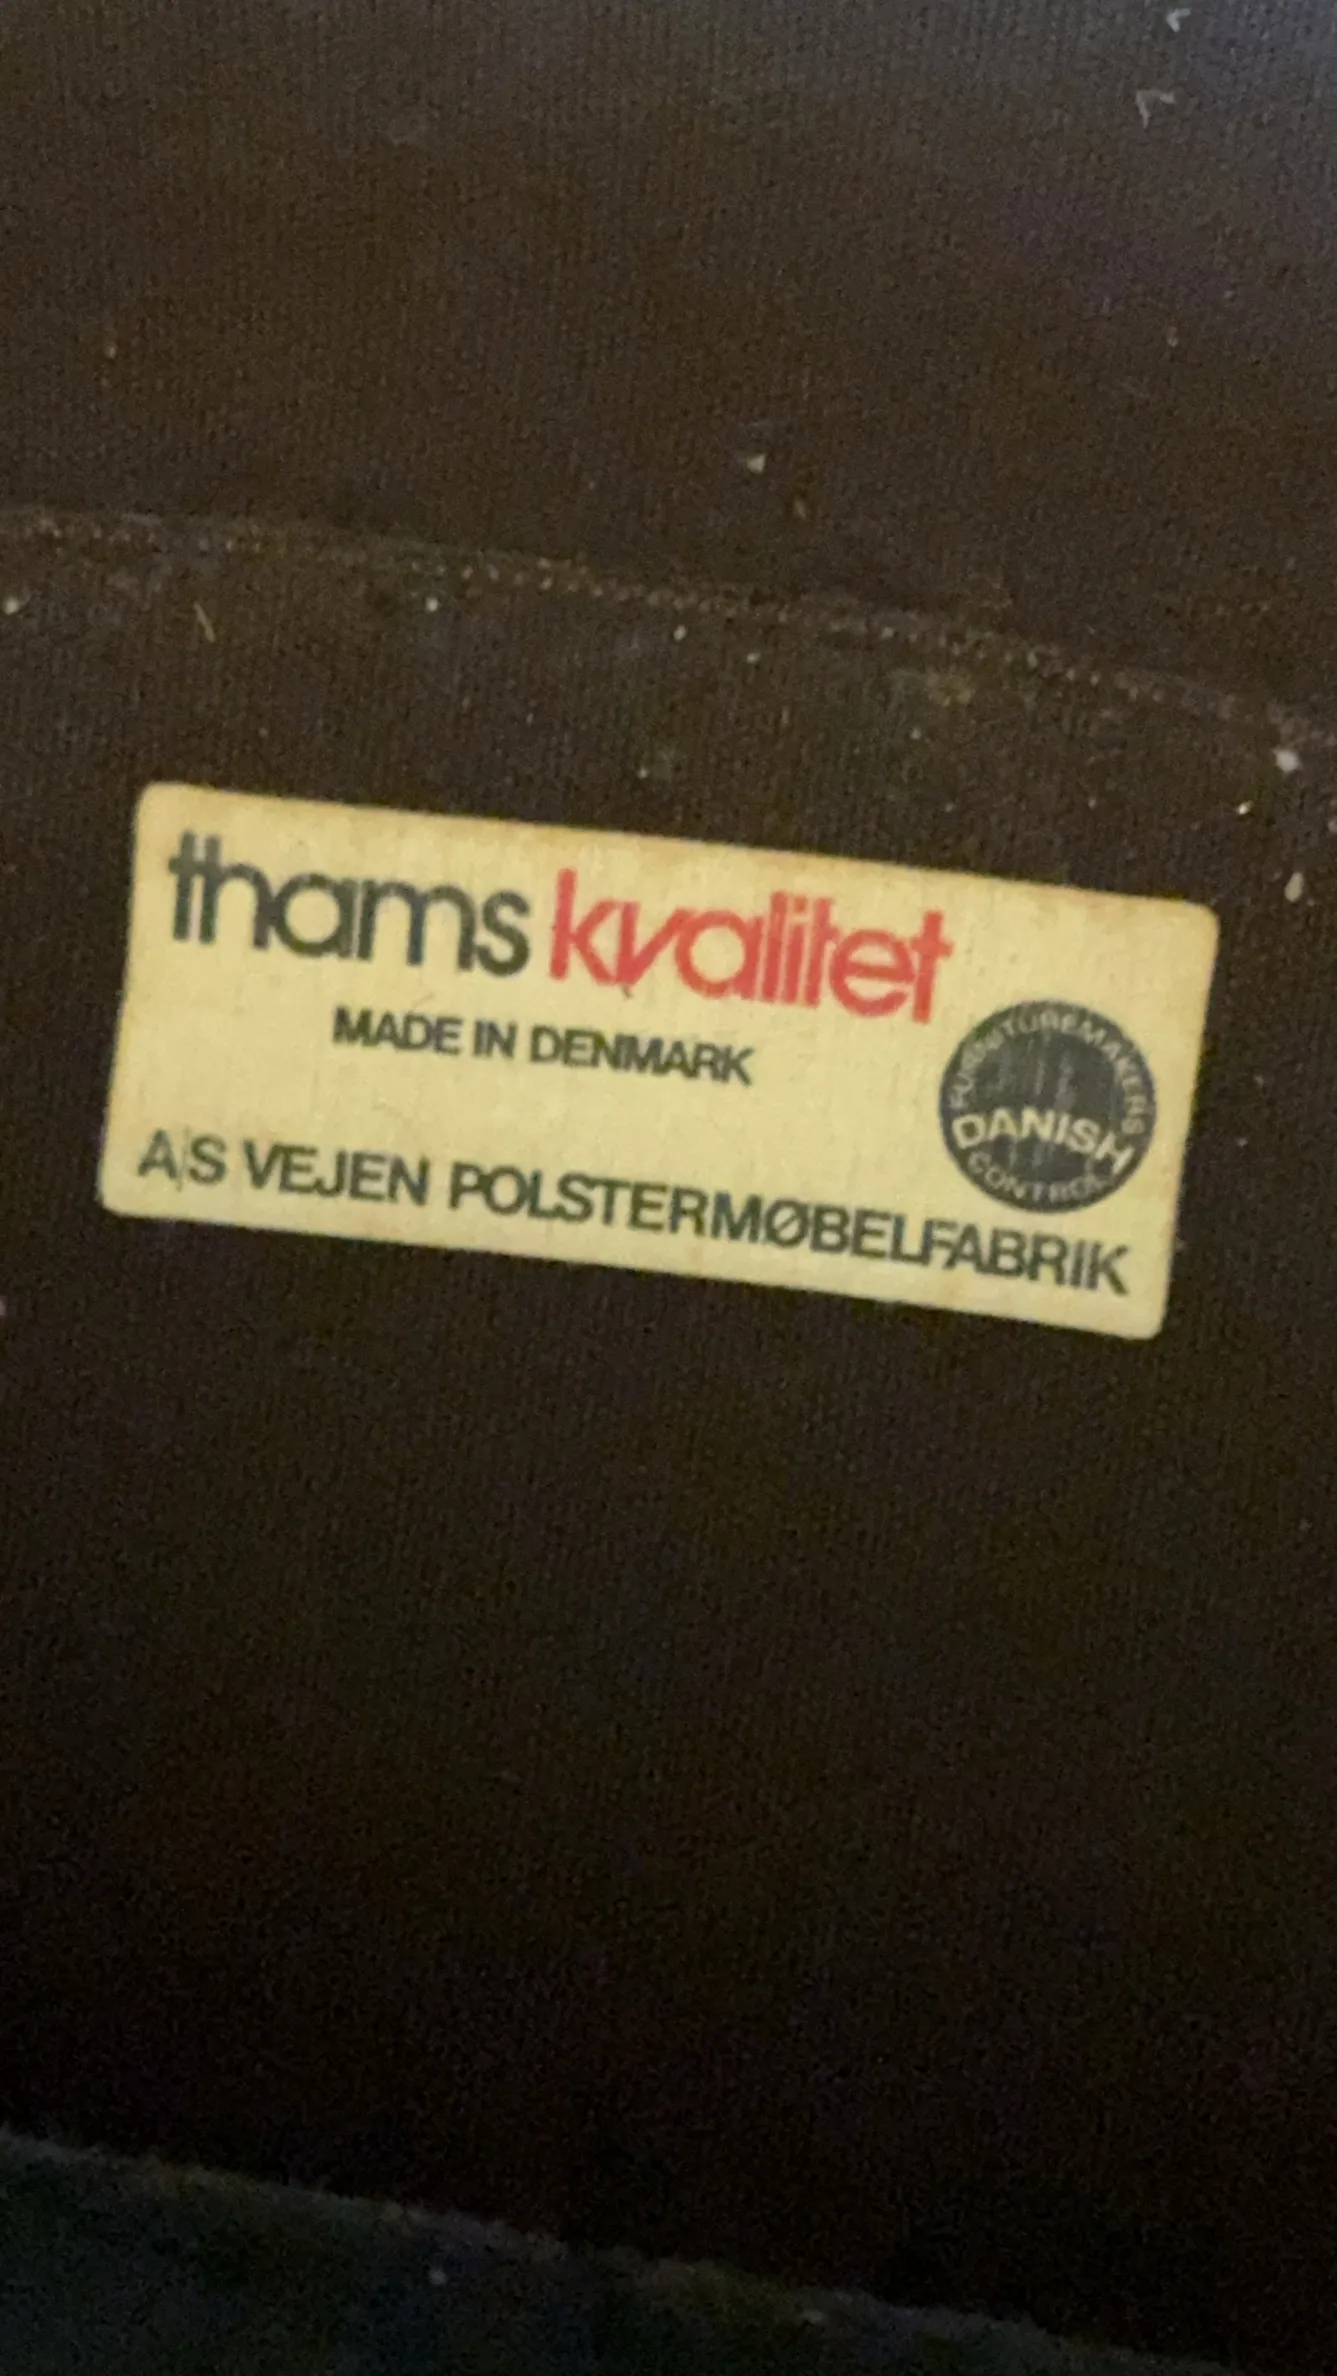 thams kvalitet
MADE IN DENMARK
FURNITUREMAKERS
DANISH
CONTROL
A/S VEJEN POLSTERMØBELFABRIK